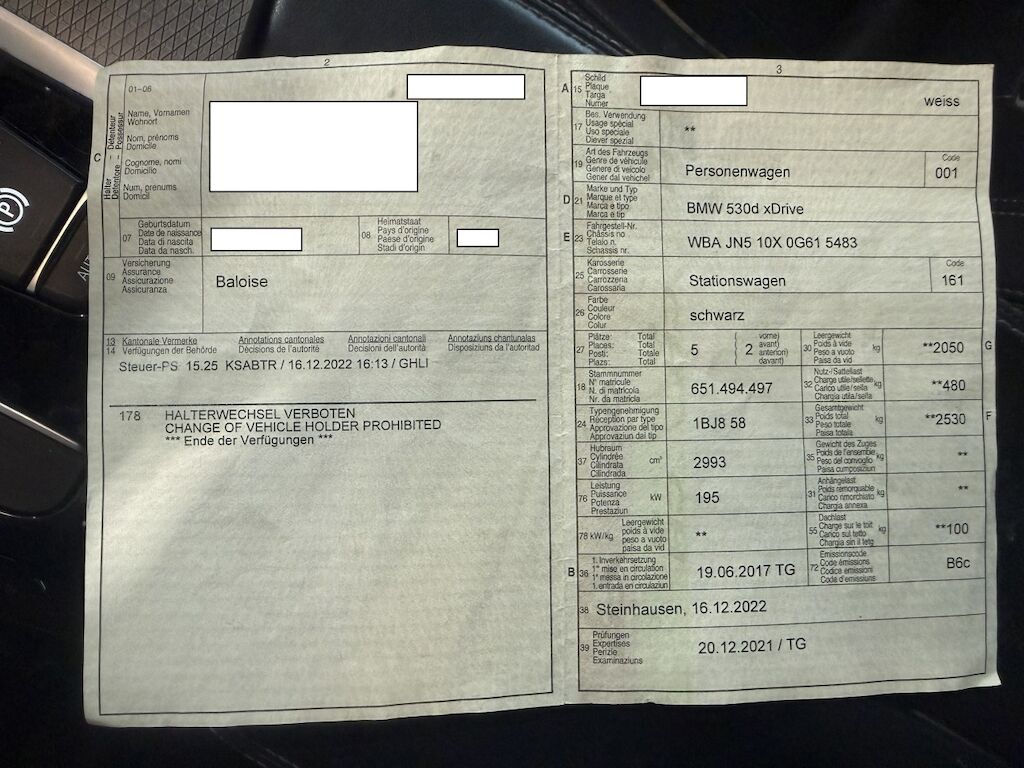 2
01-06
C
Halter – Détenteur
Detentore – Possessur
Name, Vornamen
Wohnort
Nom, prénoms
Domicile
Cognome, nomi
Domicilio
Num, prenums
Domicil
07
Geburtsdatum
Date de naissance
Data di nascita
Data da nasch.
08
Heimatstaat
Pays d'origine
Paese d'origine
Stadi d'origin
09
Versicherung
Assurance
Assicurazione
Assicuranza
Baloise
13 Kantonale Vermerke Annotations cantonales Annotazioni cantonali Annotaziuns chantunalas
14 Verfügungen der Behörde Décisions de l'autorité Decisioni dell'autorità Disposiziuns da l'autoritad
Steuer-PS 15.25 KSABTR / 16.12.2022 16:13 / GHLI
178 HALTERWECHSEL VERBOTEN
CHANGE OF VEHICLE HOLDER PROHIBITED
*** Ende der Verfügungen ***
3
A 15
Schild
Plaque
Targa
Numer
weiss
17
Bes. Verwendung
Usage spécial
Uso speciale
Diever spezial
**
19
Art des Fahrzeugs
Genre de véhicule
Genere di veicolo
Gener dal vehichel
Personenwagen
Code
001
D 21
Marke und Typ
Marque et type
Marca e tipo
Marca e tip
BMW 530d xDrive
E 23
Fahrgestell-Nr.
Châssis no
Telaio n.
Schassis nr.
WBA JN5 10X 0G61 5483
25
Karosserie
Carrosserie
Carrozzeria
Carossaria
Stationswagen
Code
161
26
Farbe
Couleur
Colore
Colur
schwarz
27
Plätze: Total
Places: Total
Posti: Totale
Plazs: Total
5 ( 2
vorne)
avant)
anteriori)
davant)
30
Leergewicht
Poids à vide
Peso a vuoto
Paisa da vid
kg
**2050
G
18
Stammnummer
N° matricule
N. di matricola
Nr. da matricla
651.494.497
32
Nutz-/Sattellast
Charge utile/sellette
Carico utile/sella
Chargia utila/sella
kg
**480
24
Typengenehmigung
Réception par type
Approvazione del tipo
Approvaziun dal tip
1BJ8 58
33
Gesamtgewicht
Poids total
Peso totale
Paisa totala
kg
**2530
F
37
Hubraum
Cylindrée
Cilindrata
Cilindrada
cm³
2993
35
Gewicht des Zuges
Poids de l'ensemble
Peso del convoglio
Paisa cumposiziun
kg
**
76
Leistung
Puissance
Potenza
Prestaziun
kW
195
31
Anhängelast
Poids remorquable
Carico rimorchiato
Chargia annexa
kg
**
78 kW/kg
Leergewicht
poids à vide
peso a vuoto
paisa da vid
**
55
Dachlast
Charge sur le toit
Carico sul tetto
Chargia sin il tetg
kg
**100
B 36
1. Inverkehrsetzung
1re mise en circulation
1a messa in circolazione
1. entrada en circulaziun
19.06.2017 TG
72
Emissionscode
Code émissions
Codice emissioni
Code d'emissiuns
B6c
38 Steinhausen, 16.12.2022
39
Prüfungen
Expertises
Perizie
Examinaziuns
20.12.2021 / TG
P
AUT